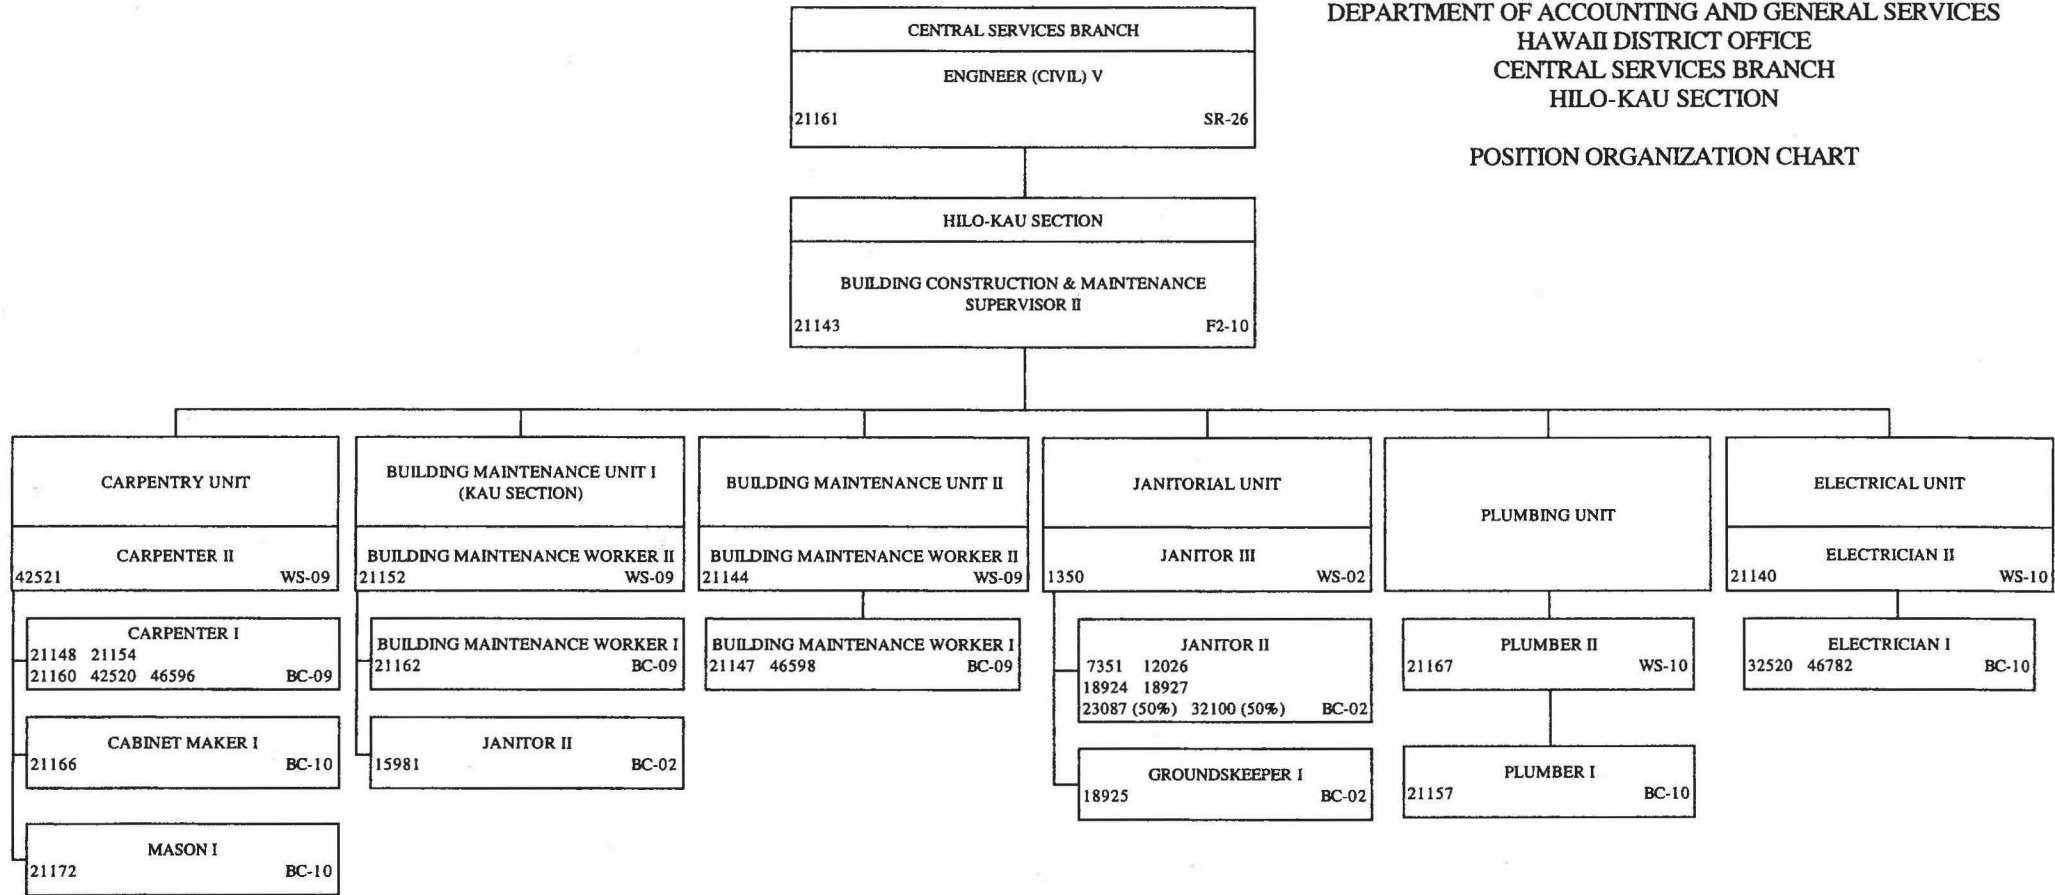 DEPARTMENT OF ACCOUNTING AND GENERAL SERVICES
HAWAII DISTRICT OFFICE
CENTRAL SERVICES BRANCH
HILO-KAU SECTION
POSITION ORGANIZATION CHART
CENTRAL SERVICES BRANCH
ENGINEER (CIVIL) V
21161 SR-26
HILO-KAU SECTION
BUILDING CONSTRUCTION & MAINTENANCE
SUPERVISOR II
21143 F2-10
CARPENTRY UNIT
CARPENTER II
42521 WS-09
CARPENTER I
21148 21154
21160 42520 46596 BC-09
CABINET MAKER I
21166 BC-10
MASON I
21172 BC-10
BUILDING MAINTENANCE UNIT I
(KAU SECTION)
BUILDING MAINTENANCE WORKER II
21152 WS-09
BUILDING MAINTENANCE WORKER I
21162 BC-09
JANITOR II
15981 BC-02
BUILDING MAINTENANCE UNIT II
BUILDING MAINTENANCE WORKER II
21144 WS-09
BUILDING MAINTENANCE WORKER I
21147 46598 BC-09
JANITORIAL UNIT
JANITOR III
1350 WS-02
JANITOR II
7351 12026
18924 18927
23087 (50%) 32100 (50%) BC-02
GROUNDSKEEPER I
18925 BC-02
PLUMBING UNIT
PLUMBER II
21167 WS-10
PLUMBER I
21157 BC-10
ELECTRICAL UNIT
ELECTRICIAN II
21140 WS-10
ELECTRICIAN I
32520 46782 BC-10